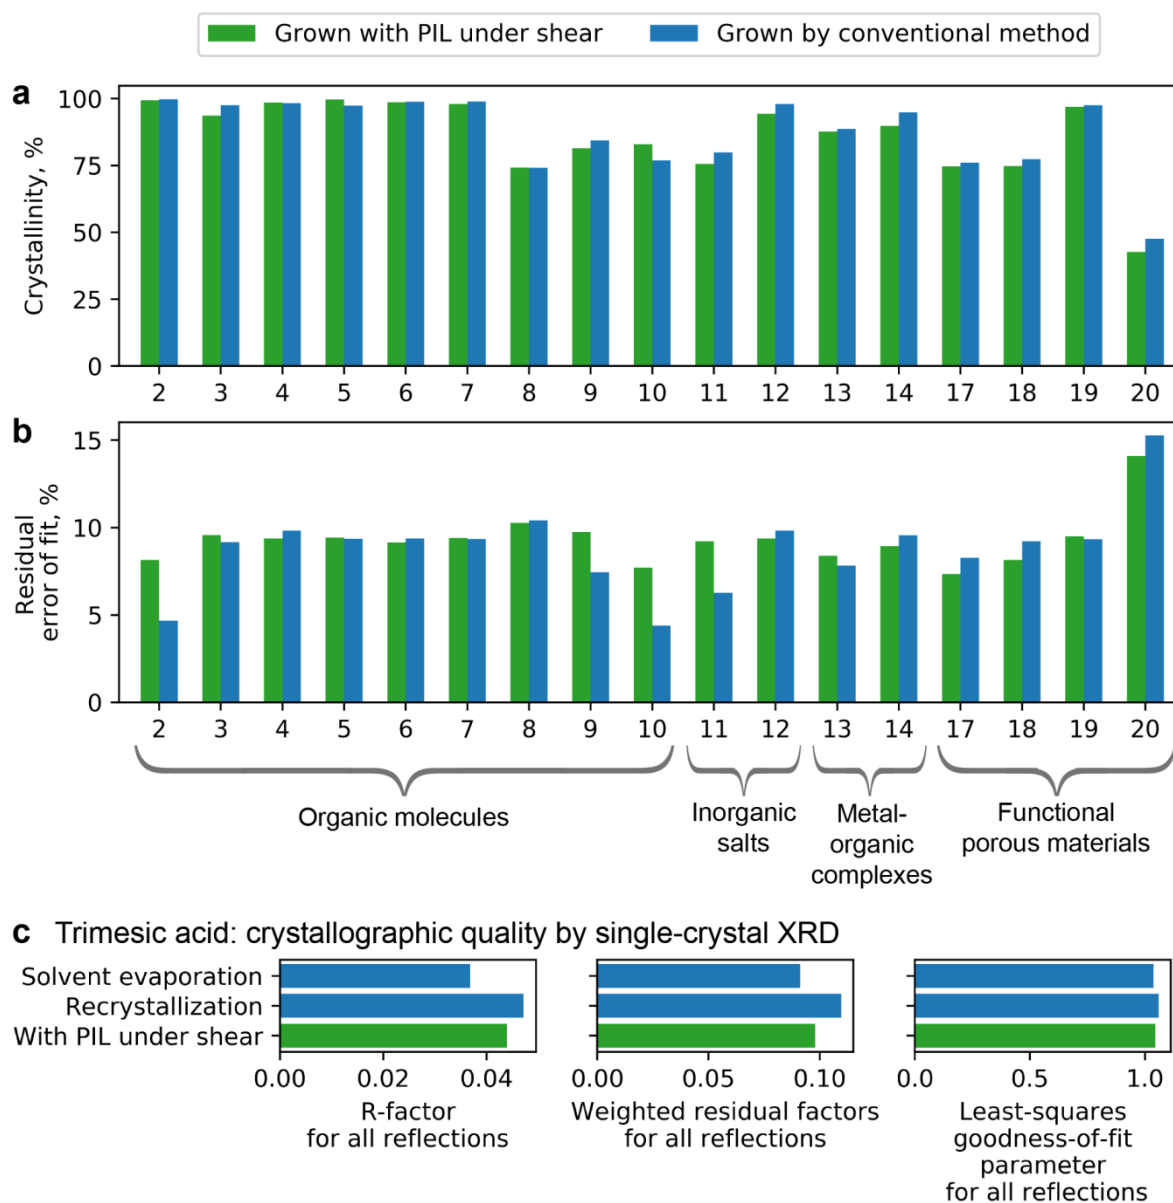 Grown with PIL under shear
Grown by conventional method
a
Crystallinity, %
100
75
50
25
0
2 3 4 5 6 7 8 9 10 11 12 13 14 17 18 19 20
b
Residual
error of fit, %
15
10
5
0
2 3 4 5 6 7 8 9 10 11 12 13 14 17 18 19 20
Organic molecules
Inorganic
salts
Metal-
organic
complexes
Functional
porous materials
c Trimesic acid: crystallographic quality by single-crystal XRD
Solvent evaporation
Recrystallization
With PIL under shear
0.00 0.02 0.04
R-factor
for all reflections
0.00 0.05 0.10
Weighted residual factors
for all reflections
0.0 0.5 1.0
Least-squares
goodness-of-fit
parameter
for all reflections